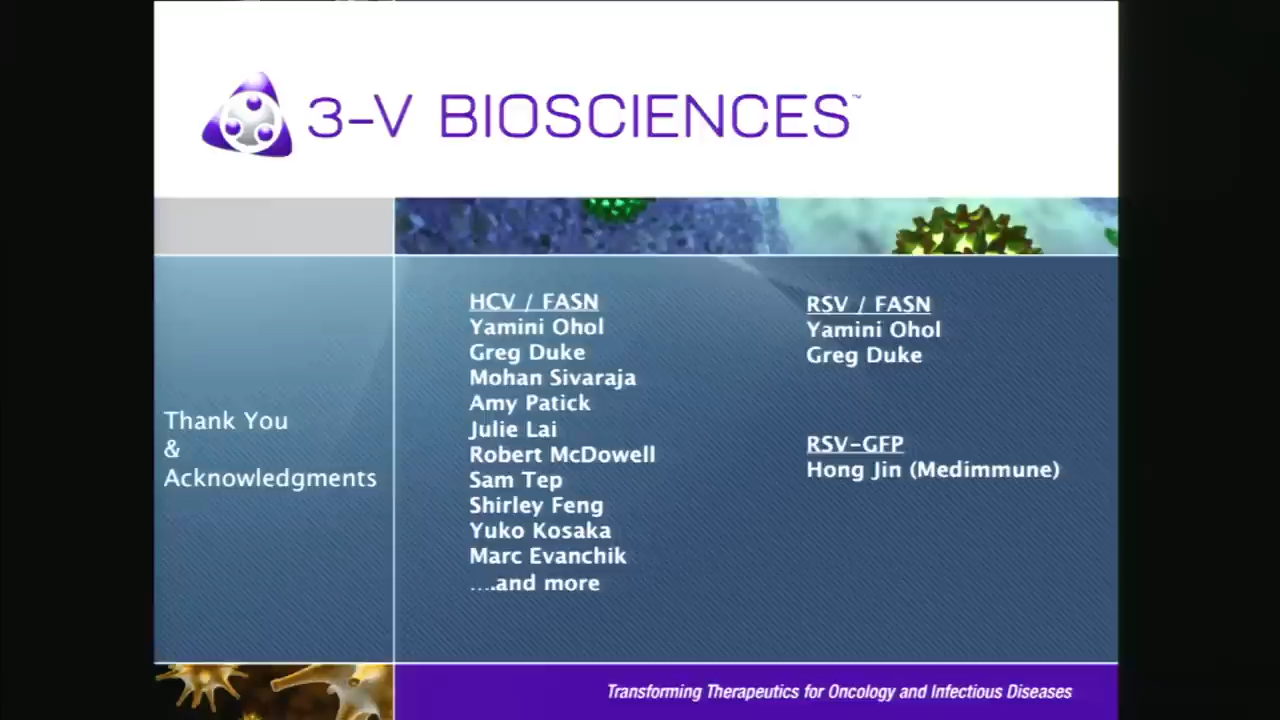 3-V BIOSCIENCES™
Thank You
&
Acknowledgments
HCV / FASN
Yamini Ohol
Greg Duke
Mohan Sivaraja
Amy Patick
Julie Lai
Robert McDowell
Sam Tep
Shirley Feng
Yuko Kosaka
Marc Evanchik
....and more
RSV / FASN
Yamini Ohol
Greg Duke
RSV-GFP
Hong Jin (Medimmune)
Transforming Therapeutics for Oncology and Infectious Diseases